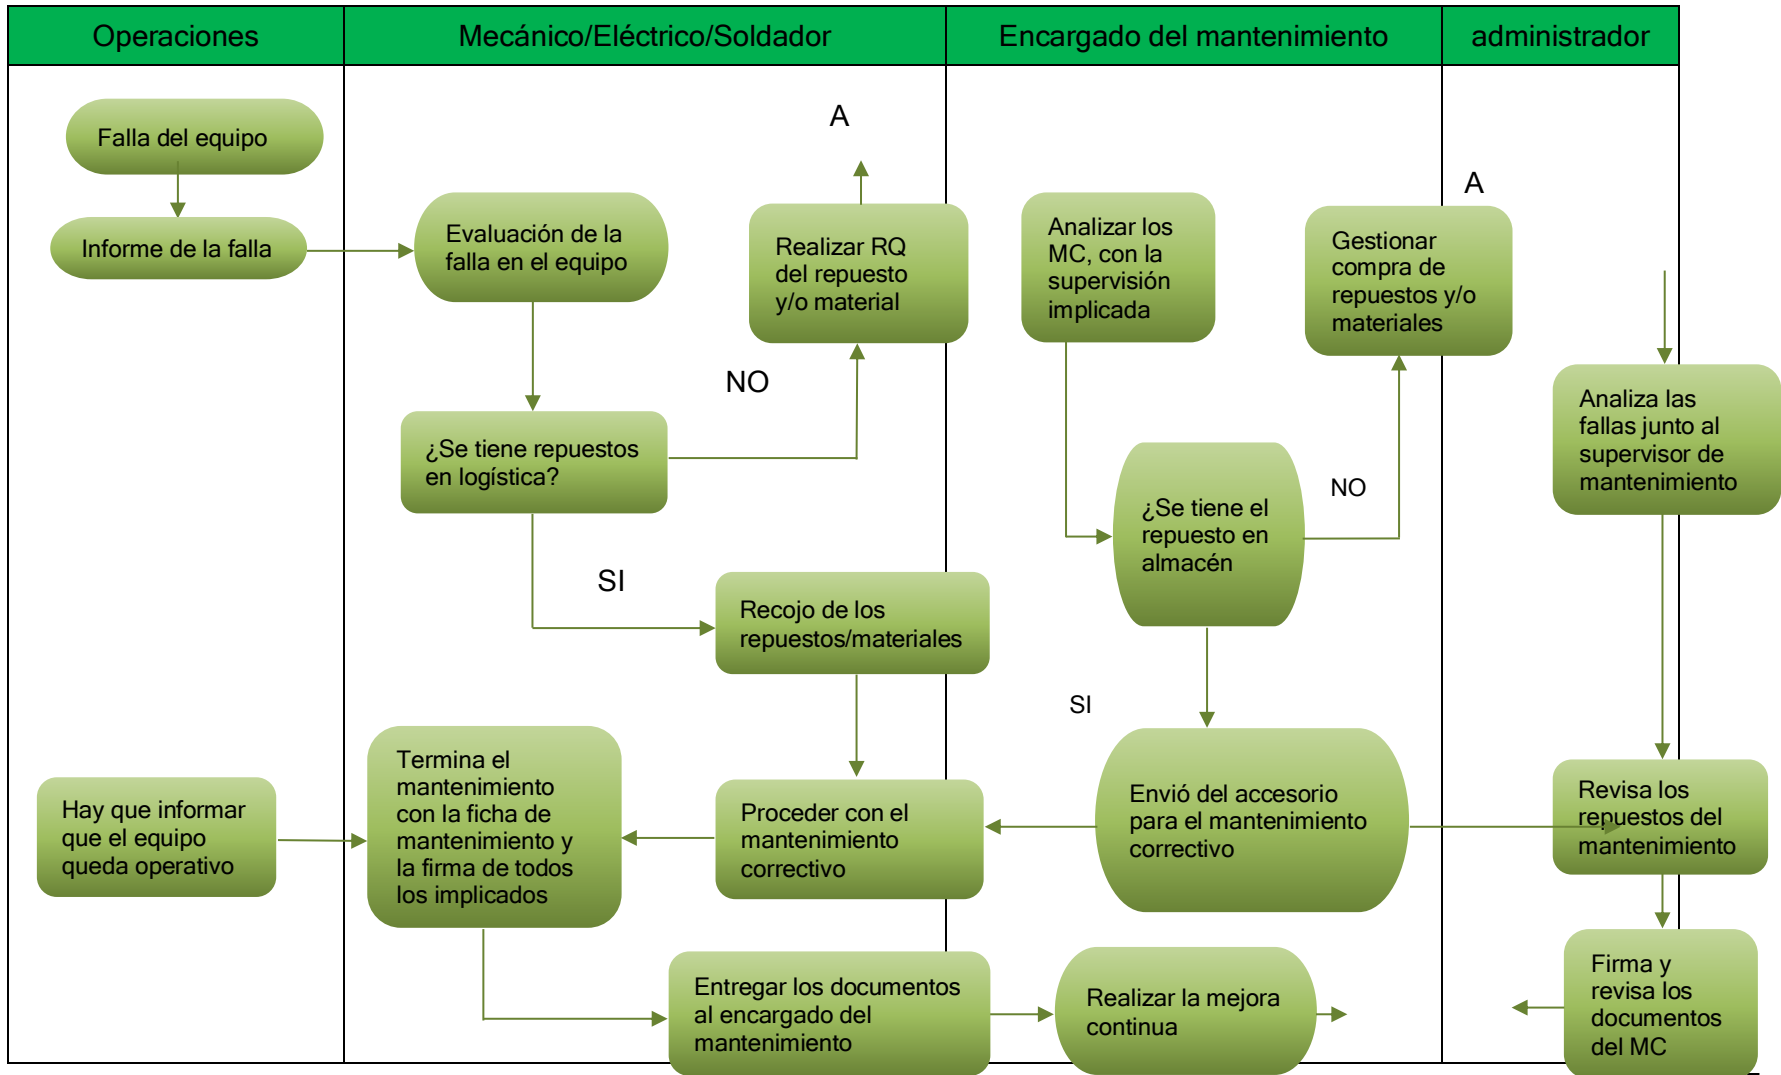 Operaciones
Mecánico/Eléctrico/Soldador
Encargado del mantenimiento
administrador
Falla del equipo
Informe de la falla
Evaluación de la
falla en el equipo
A
Realizar RQ
del repuesto
y/o material
NO
¿Se tiene repuestos
en logística?
SI
Recojo de los
repuestos/materiales
Termina el
mantenimiento
con la ficha de
mantenimiento y
la firma de todos
los implicados
Proceder con el
mantenimiento
correctivo
Hay que informar
que el equipo
queda operativo
Entregar los documentos
al encargado del
mantenimiento
Analizar los
MC, con la
supervisión
implicada
A
Gestionar
compra de
repuestos y/o
materiales
¿Se tiene el
repuesto en
almacén
NO
SI
Envió del accesorio
para el mantenimiento
correctivo
Realizar la mejora
continua
Analiza las
fallas junto al
supervisor de
mantenimiento
Revisa los
repuestos del
mantenimiento
Firma y
revisa los
documentos
del MC